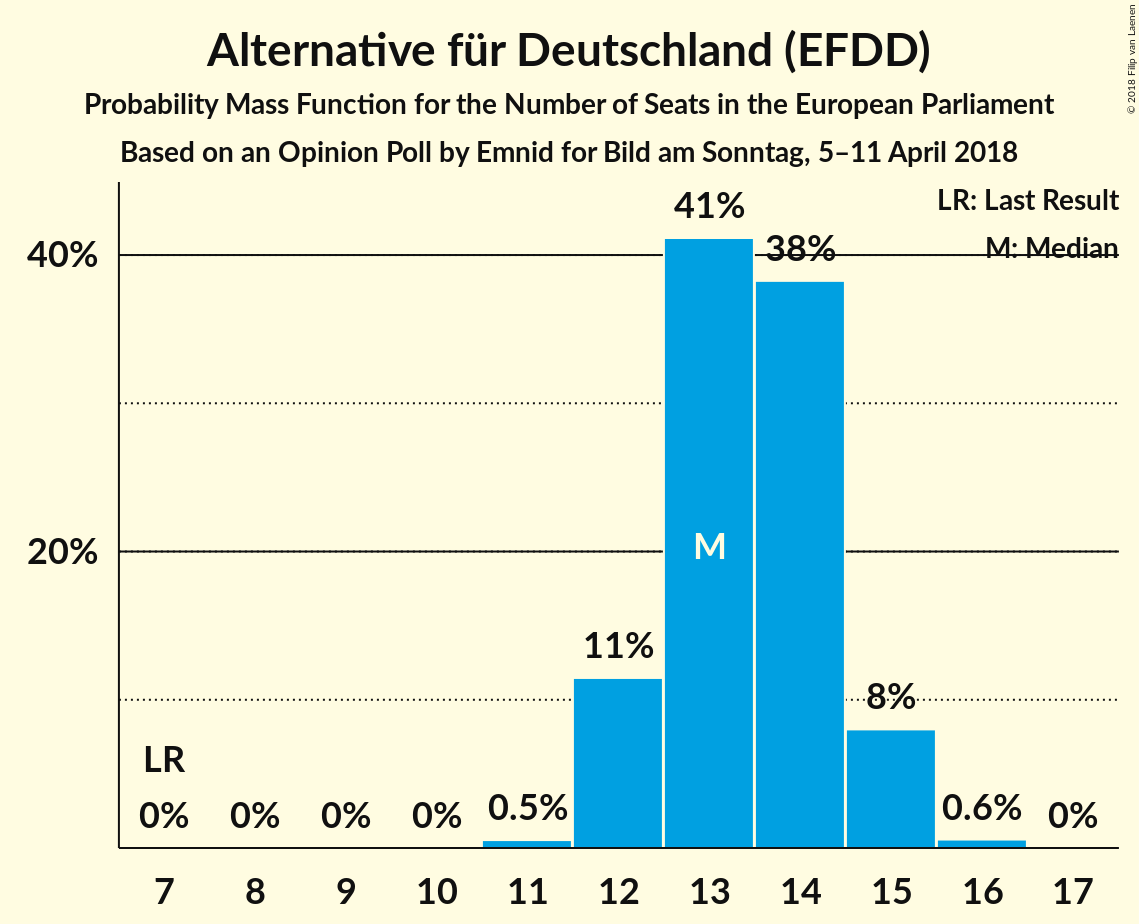 Alternative für Deutschland (EFDD)
Probability Mass Function for the Number of Seats in the European Parliament
Based on an Opinion Poll by Emnid for Bild am Sonntag, 5–11 April 2018
© 2018 Filip van Laenen
LR: Last Result
M: Median
40%
20%
41%
38%
M
11%
8%
LR
0%
0%
0%
0%
0.5%
0.6%
0%
7 8 9 10 11 12 13 14 15 16 17